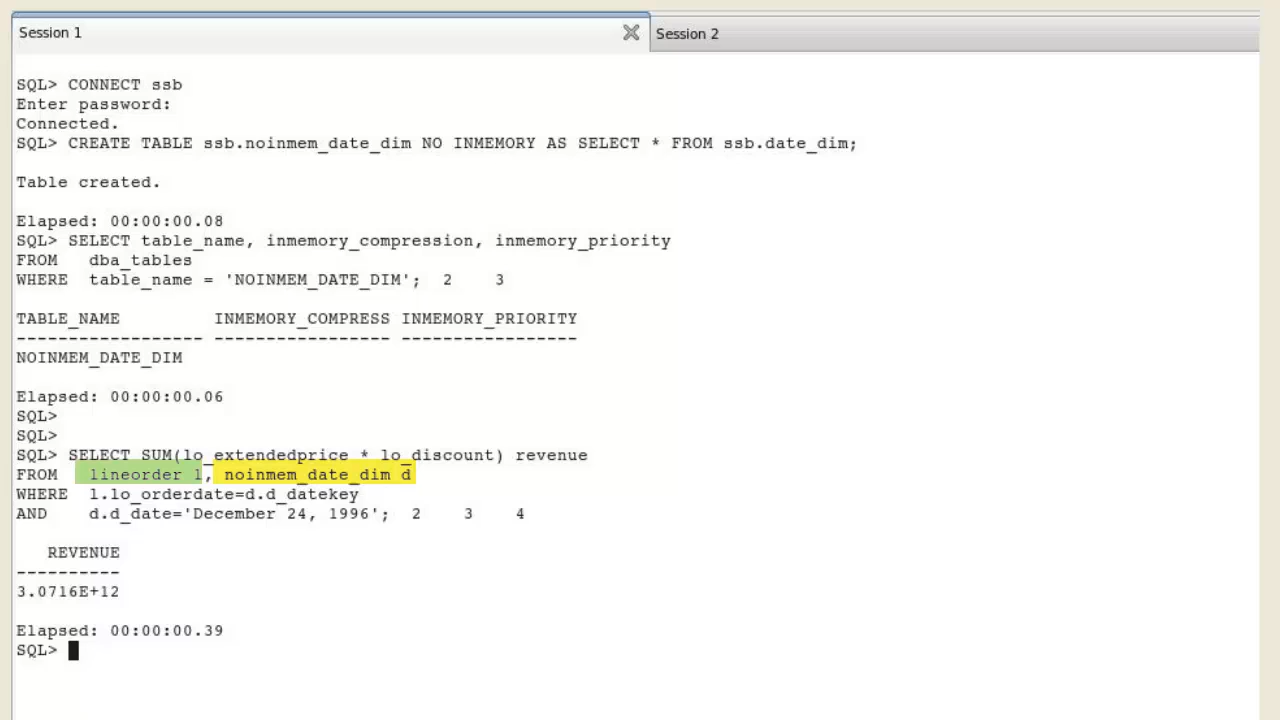 Session 1
Session 2
SQL> CONNECT ssb
Enter password:
Connected.
SQL> CREATE TABLE ssb.noinmem_date_dim NO INMEMORY AS SELECT * FROM ssb.date_dim;
Table created.
Elapsed: 00:00:00.08
SQL> SELECT table_name, inmemory_compression, inmemory_priority
FROM   dba_tables
WHERE  table_name = 'NOINMEM_DATE_DIM';  2    3
TABLE_NAME         INMEMORY_COMPRESS INMEMORY_PRIORITY
------------------ ----------------- -----------------
NOINMEM_DATE_DIM
Elapsed: 00:00:00.06
SQL>
SQL>
SQL> SELECT SUM(lo_extendedprice * lo_discount) revenue
FROM   lineorder l, noinmem_date_dim d
WHERE  l.lo_orderdate=d.d_datekey
AND    d.d_date='December 24, 1996';  2    3    4
   REVENUE
----------
3.0716E+12
Elapsed: 00:00:00.39
SQL>